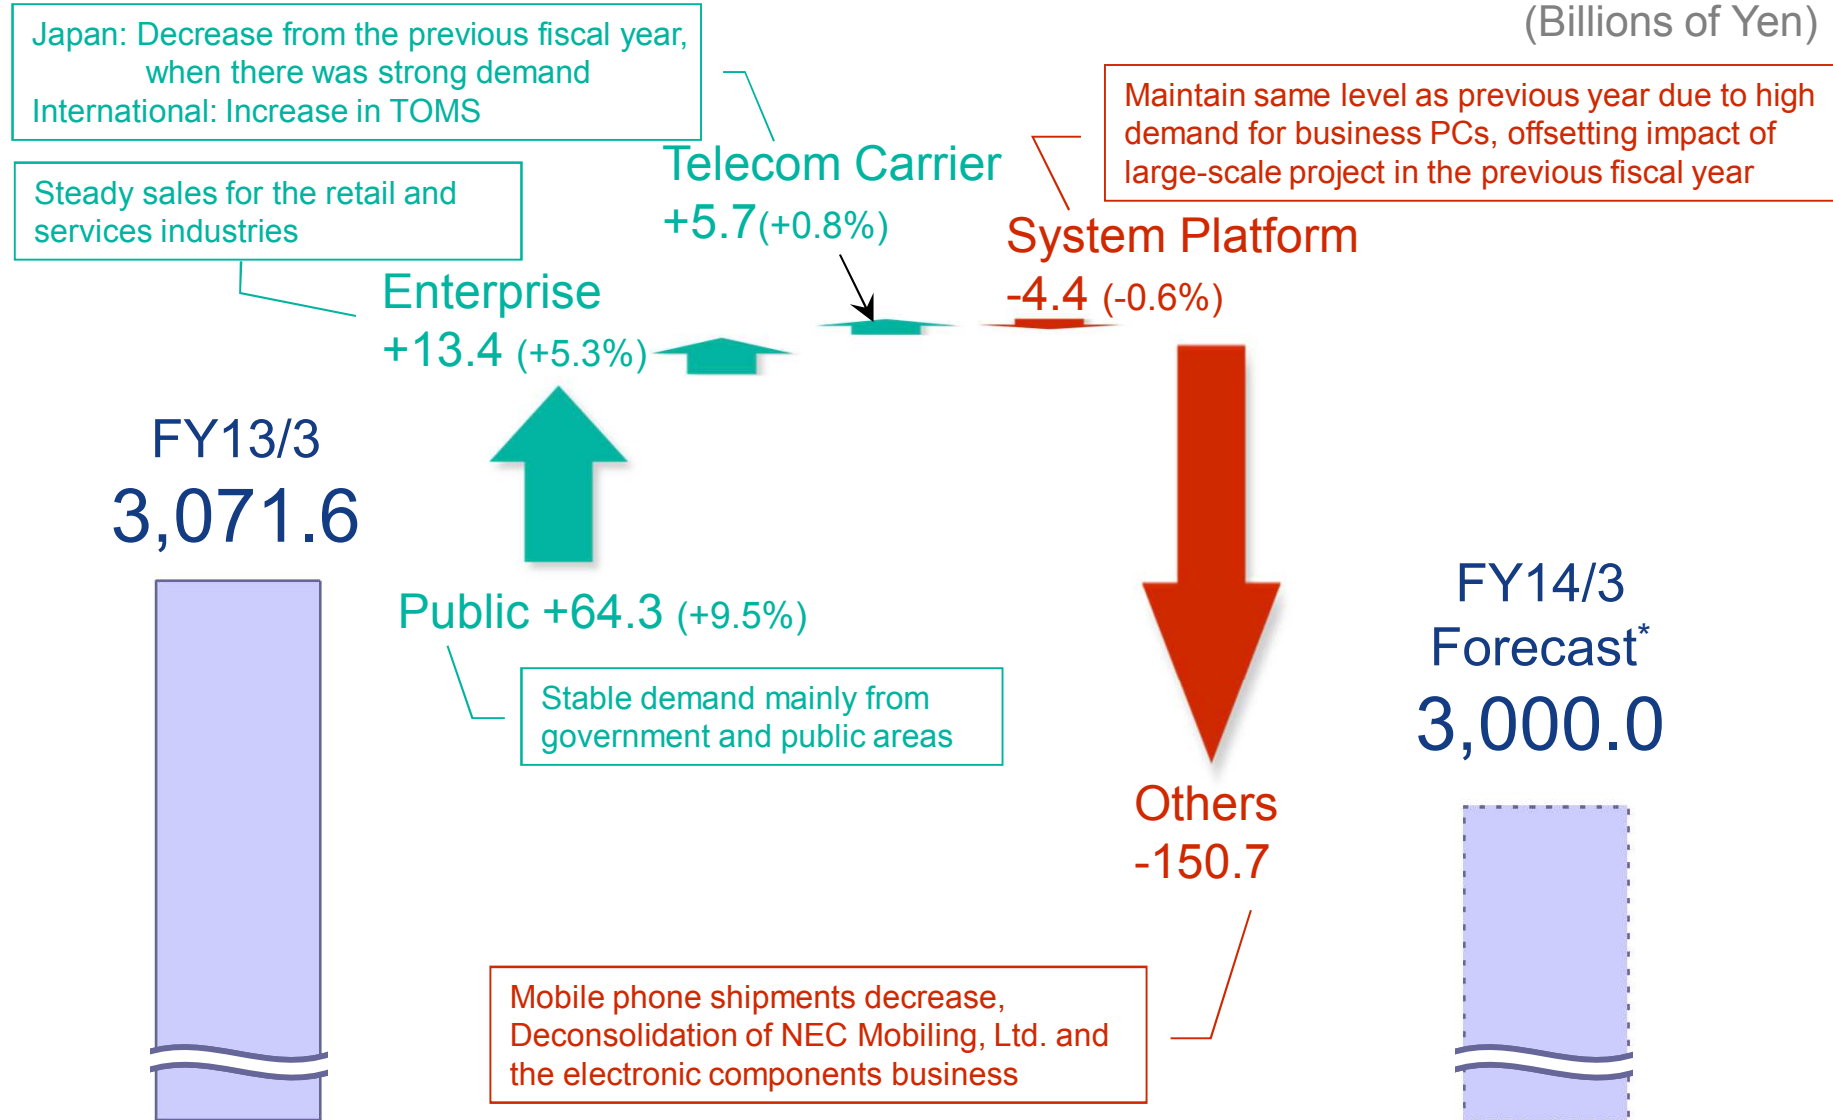 (Billions of Yen)
Japan: Decrease from the previous fiscal year,
when there was strong demand
International: Increase in TOMS
Maintain same level as previous year due to high
demand for business PCs, offsetting impact of
large-scale project in the previous fiscal year
Steady sales for the retail and
services industries
Telecom Carrier
+5.7(+0.8%)
System Platform
-4.4 (-0.6%)
Enterprise
+13.4 (+5.3%)
FY13/3
3,071.6
Public +64.3 (+9.5%)
Stable demand mainly from
government and public areas
FY14/3
Forecast*
3,000.0
Others
-150.7
Mobile phone shipments decrease,
Deconsolidation of NEC Mobiling, Ltd. and
the electronic components business